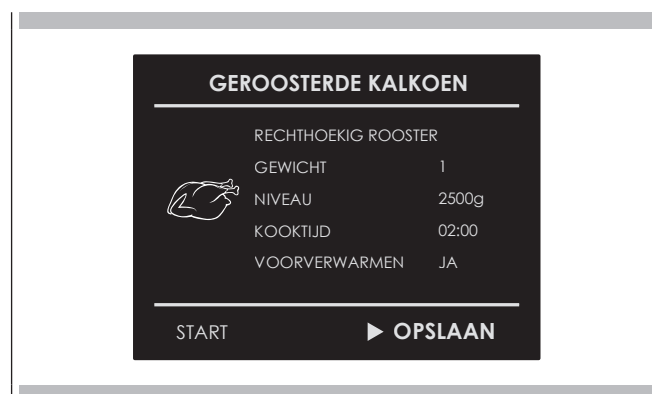 GEROOSTERDE KALKOEN
RECHTHOEKIG ROOSTER
GEWICHT 1
NIVEAU 2500g
KOOKTIJD 02:00
VOORVERWARMEN JA
START ▶ OPSLAAN